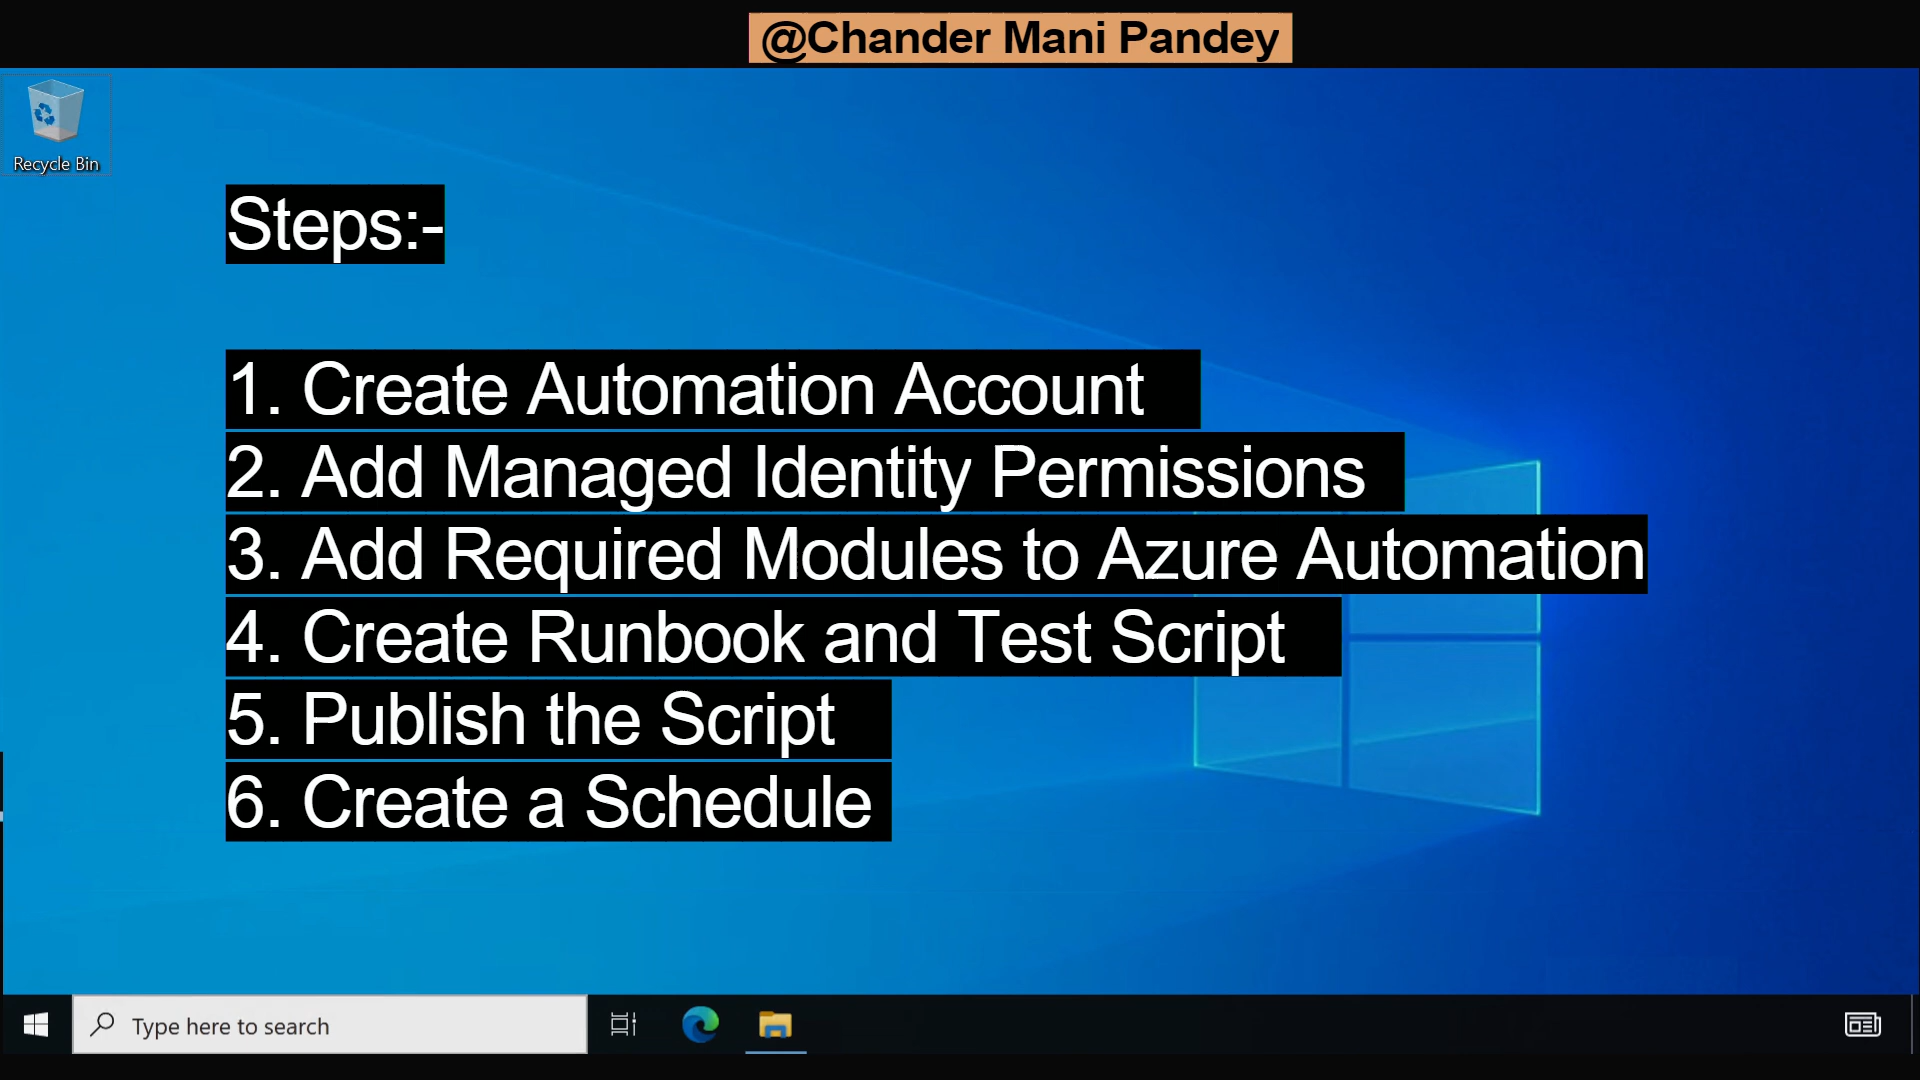 @Chander Mani Pandey
Recycle Bin
Steps:-
1. Create Automation Account
2. Add Managed Identity Permissions
3. Add Required Modules to Azure Automation
4. Create Runbook and Test Script
5. Publish the Script
6. Create a Schedule
Type here to search